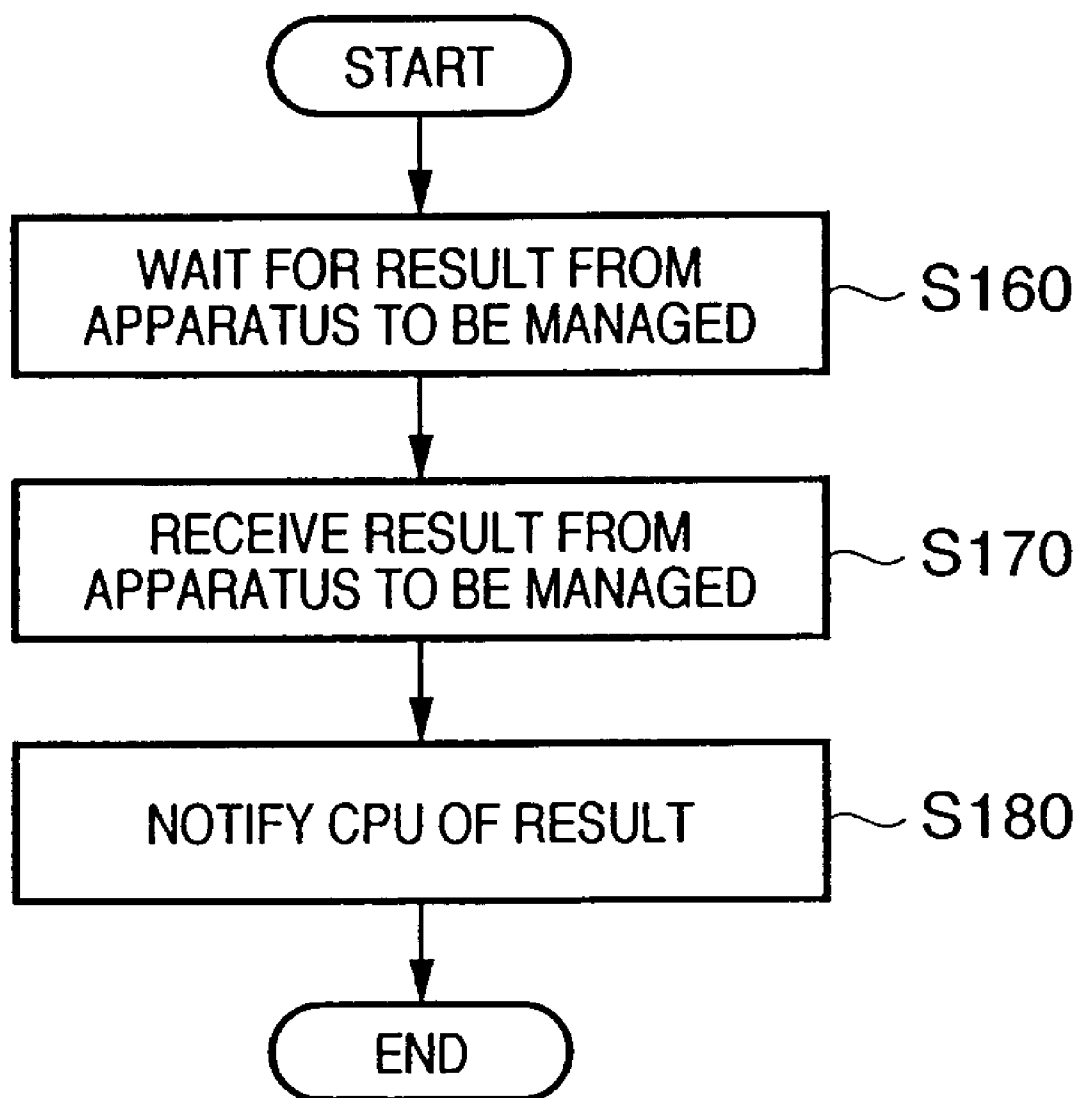 START
WAIT FOR RESULT FROM
APPARATUS TO BE MANAGED
S160
RECEIVE RESULT FROM
APPARATUS TO BE MANAGED
S170
NOTIFY CPU OF RESULT
S180
END